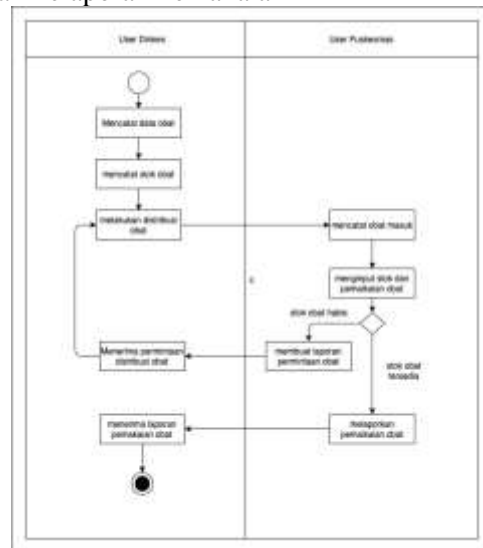 User Dinkes
User Puskesmas
Mencatat data obat
mencatat stok obat
melakukan distribusi
obat
mencatat obat masuk
menginput stok dan
pemakaian obat
stok obat habis
Menerima permintaan
distribusi obat
membuat laporan
permintaan obat
stok obat
tersedia
menerima laporan
pemakaian obat
melaporkan
pemakaian obat